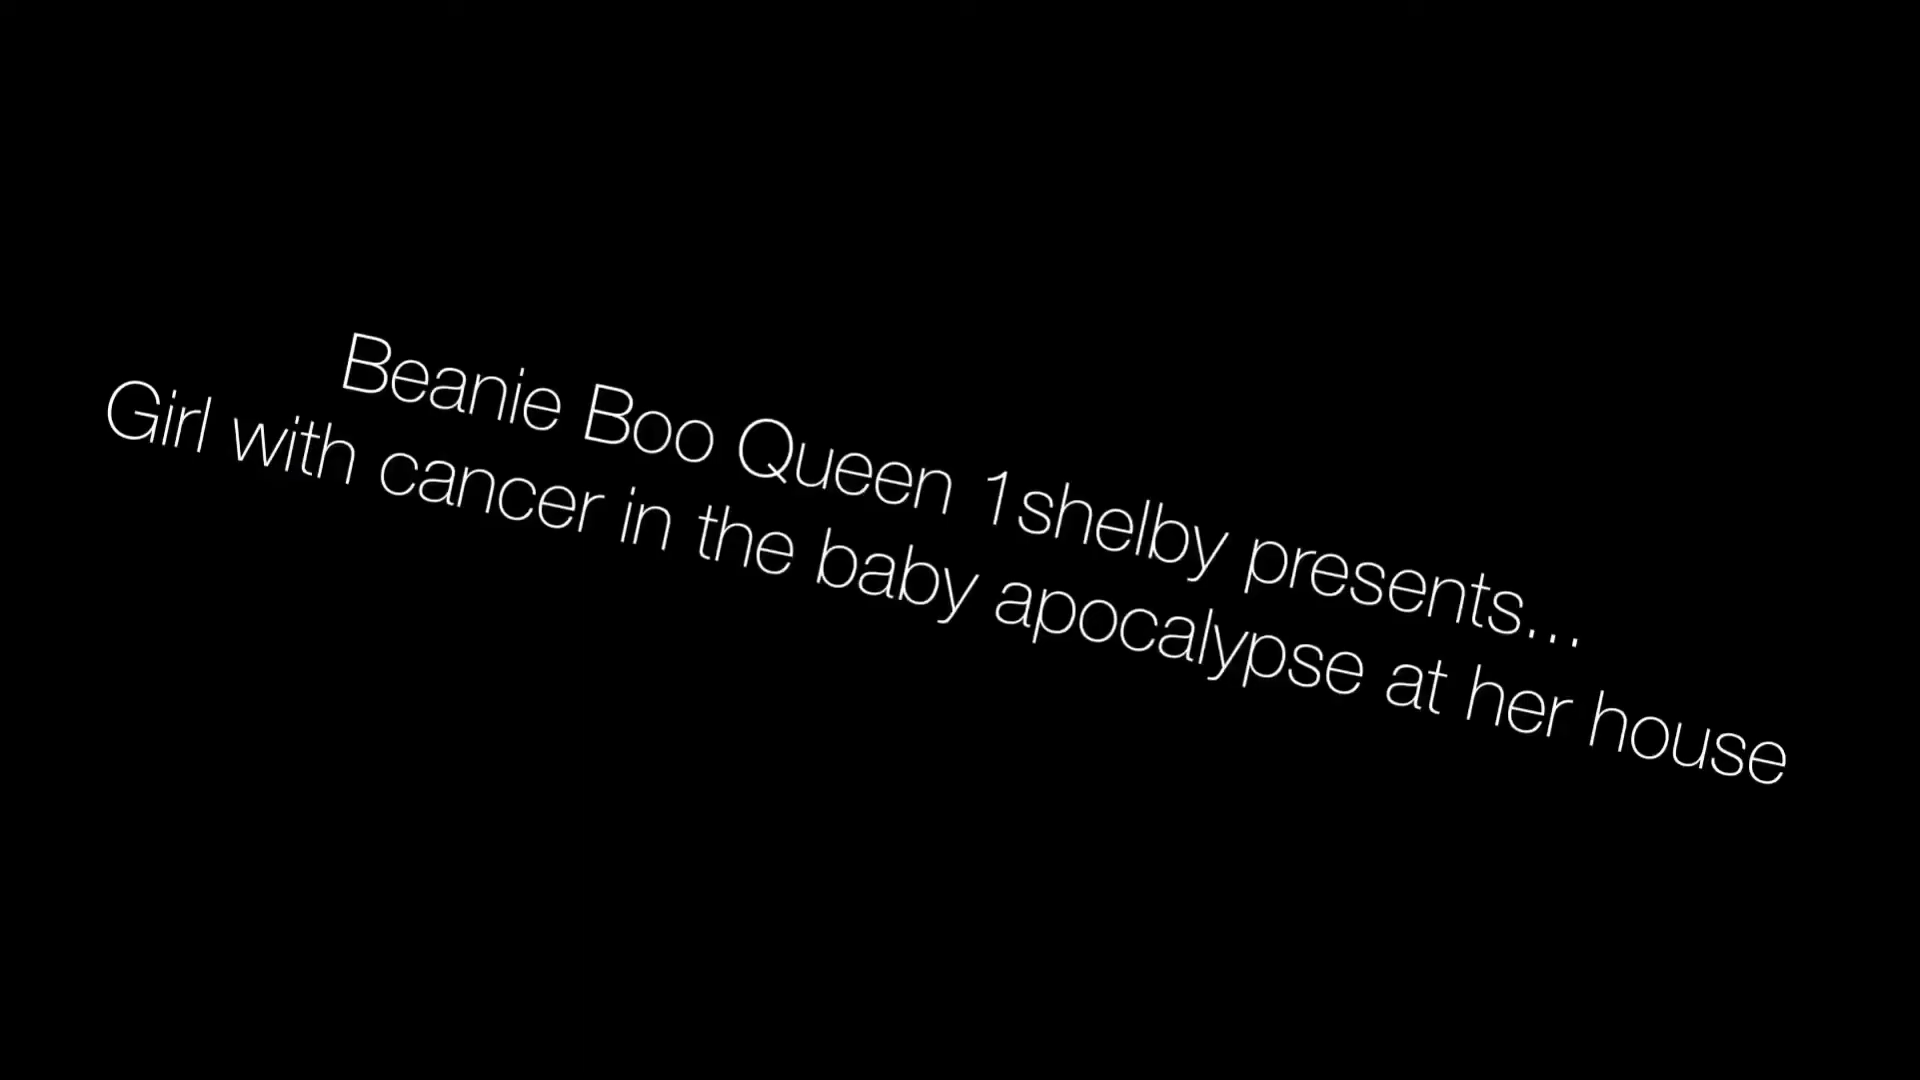 Beanie Boo Queen 1shelby presents...
Girl with cancer in the baby apocalypse at her house